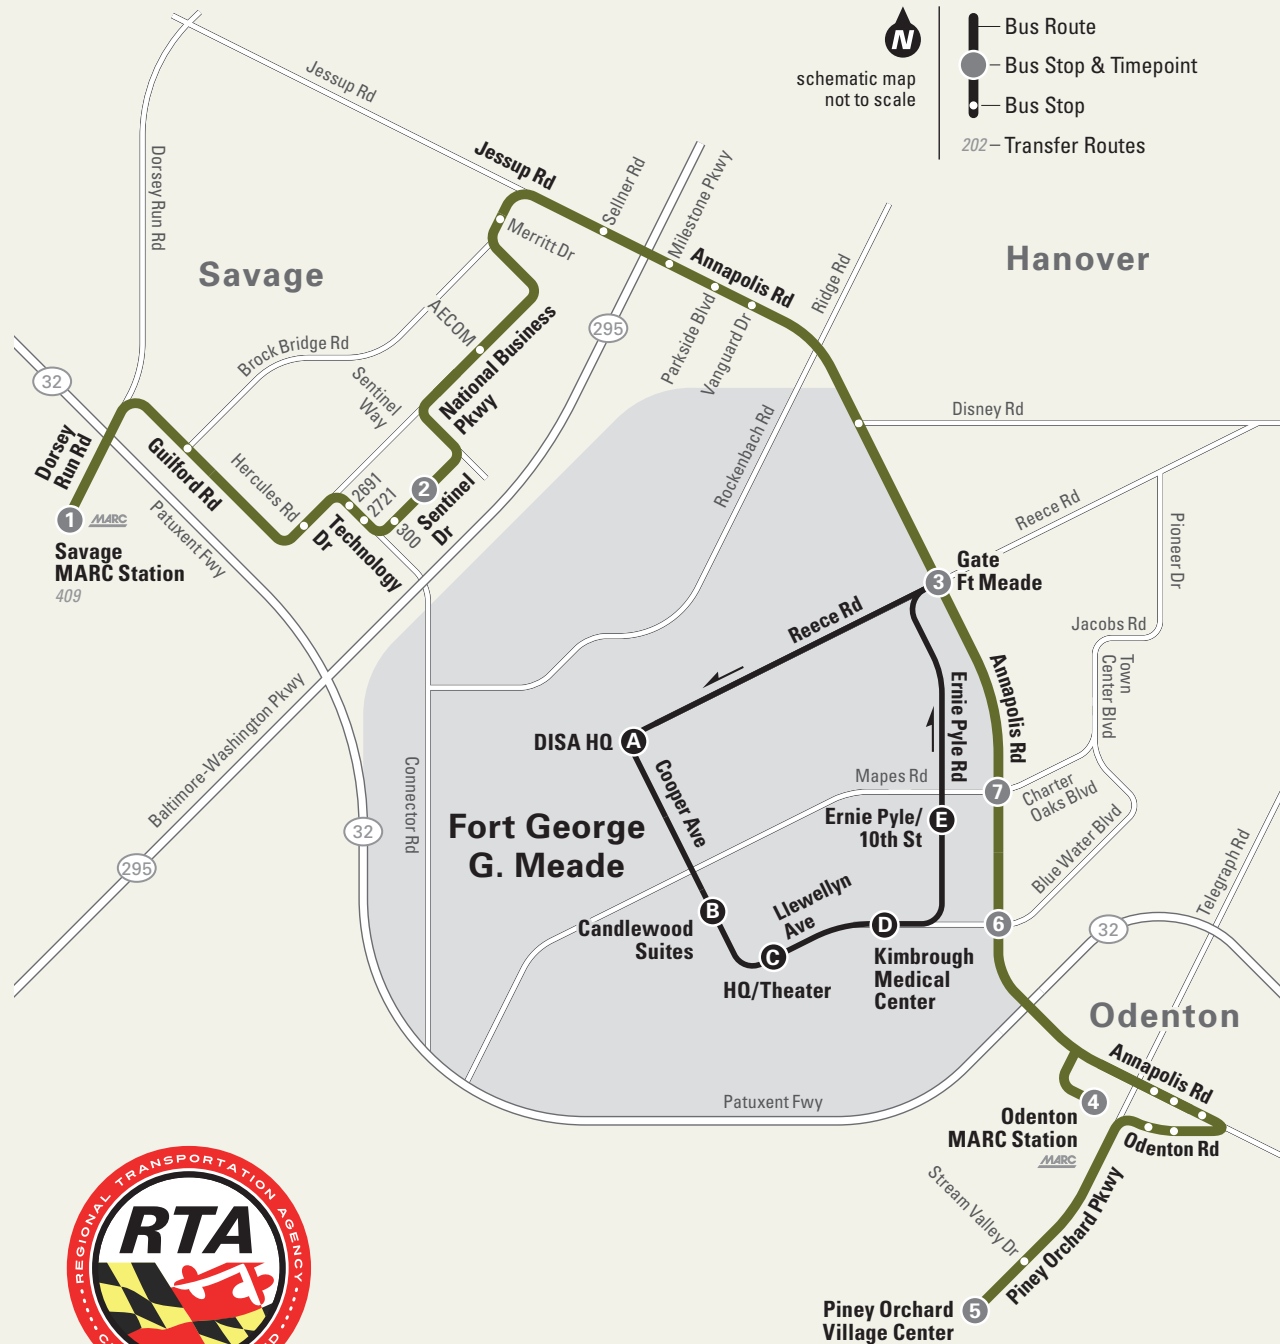 N
schematic map
not to scale
Bus Route
Bus Stop & Timepoint
Bus Stop
202
Transfer Routes
Jessup Rd
Dorsey Run Rd
Jessup Rd
Sellner Rd
Milestone Pkwy
Merritt Dr
Annapolis Rd
Ridge Rd
Hanover
Savage
AECOM
National Business
Pkwy
295
Parkside Blvd
Vanguard Dr
Brock Bridge Rd
Sentinel
Way
32
Disney Rd
Rockenbach Rd
Dorsey
Run Rd
Guilford Rd
Hercules Rd
2691
2721
300
2
Sentinel
Dr
Technology
Dr
1
MARC
Savage
MARC Station
409
Patuxent Fwy
Reece Rd
Pioneer Dr
Gate
Ft Meade
3
Reece Rd
Jacobs Rd
Town
Center Blvd
Annapolis Rd
Ernie Pyle Rd
Baltimore-Washington Pkwy
DISA HQ
A
Cooper Ave
Connector Rd
Mapes Rd
7
Charter
Oaks Blvd
Ernie Pyle/
10th St
E
Fort George
G. Meade
32
295
Blue Water Blvd
Telegraph Rd
Llewellyn
Ave
B
Candlewood
Suites
C
HQ/Theater
D
Kimbrough
Medical
Center
6
32
Odenton
Annapolis Rd
Patuxent Fwy
4
Odenton
MARC Station
MARC
Odenton Rd
Stream Valley Dr
Piney Orchard Pkwy
5
Piney Orchard
Village Center
REGIONAL TRANSPORTATION AGENCY
RTA